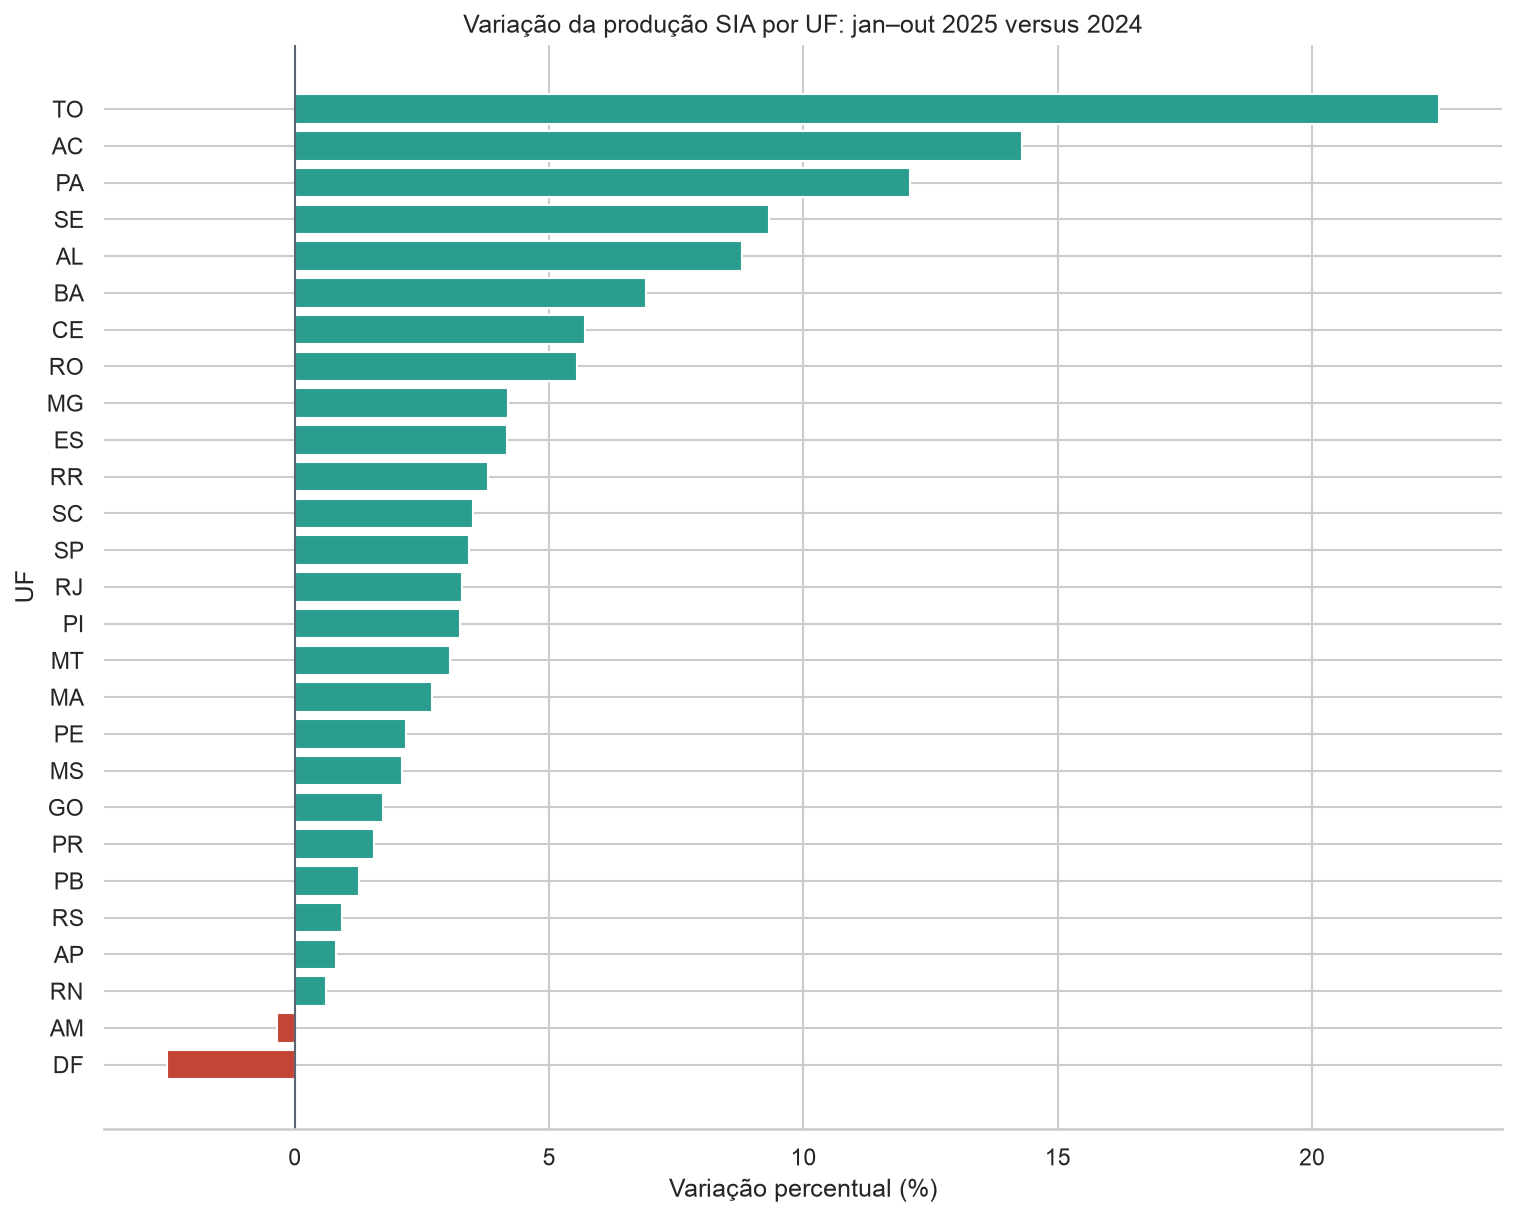 Variação da produção SIA por UF: jan–out 2025 versus 2024
TO
AC
PA
SE
AL
BA
CE
RO
MG
ES
RR
SC
SP
RJ
PI
MT
MA
PE
MS
GO
PR
PB
RS
AP
RN
AM
DF
UF
0 5 10 15 20
Variação percentual (%)